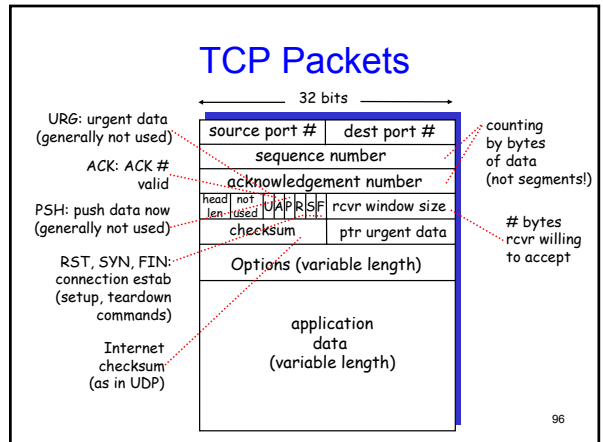 TCP Packets
32 bits
URG: urgent data
(generally not used)
ACK: ACK #
valid
PSH: push data now
(generally not used)
RST, SYN, FIN:
connection estab
(setup, teardown
commands)
Internet
checksum
(as in UDP)
source port # dest port #
sequence number
acknowledgement number
head
len
not
used
U A P R S F
rcvr window size
checksum
ptr urgent data
Options (variable length)
application
data
(variable length)
counting
by bytes
of data
(not segments!)
# bytes
rcvr willing
to accept
96